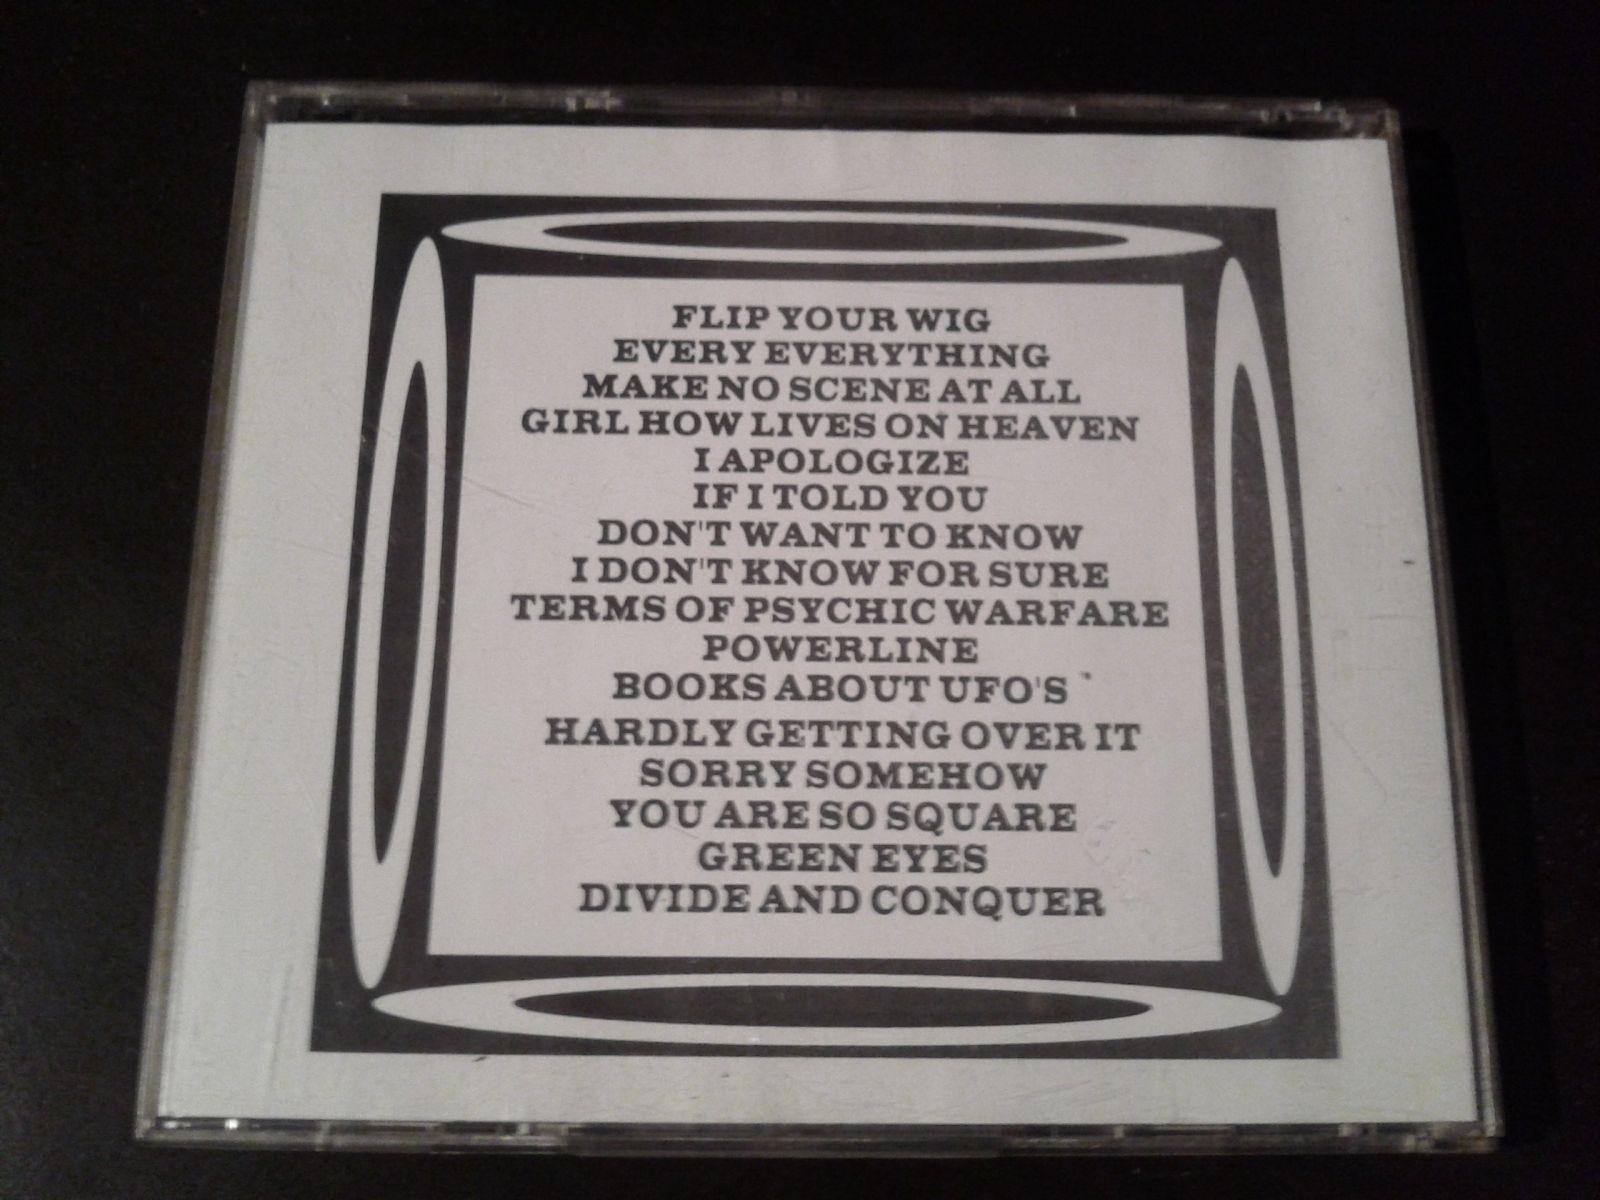 FLIP YOUR WIG
EVERY EVERYTHING
MAKE NO SCENE AT ALL
GIRL HOW LIVES ON HEAVEN
I APOLOGIZE
IF I TOLD YOU
DON'T WANT TO KNOW
I DON'T KNOW FOR SURE
TERMS OF PSYCHIC WARFARE
POWERLINE
BOOKS ABOUT UFO'S
HARDLY GETTING OVER IT
SORRY SOMEHOW
YOU ARE SO SQUARE
GREEN EYES
DIVIDE AND CONQUER